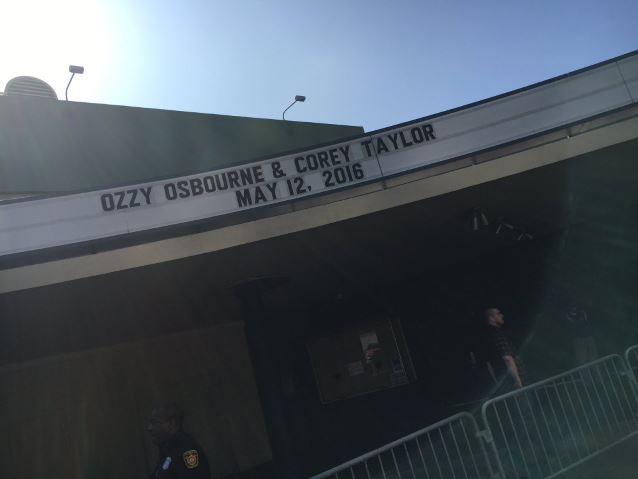 OZZY OSBOURNE & COREY TAYLOR
MAY 12, 2016